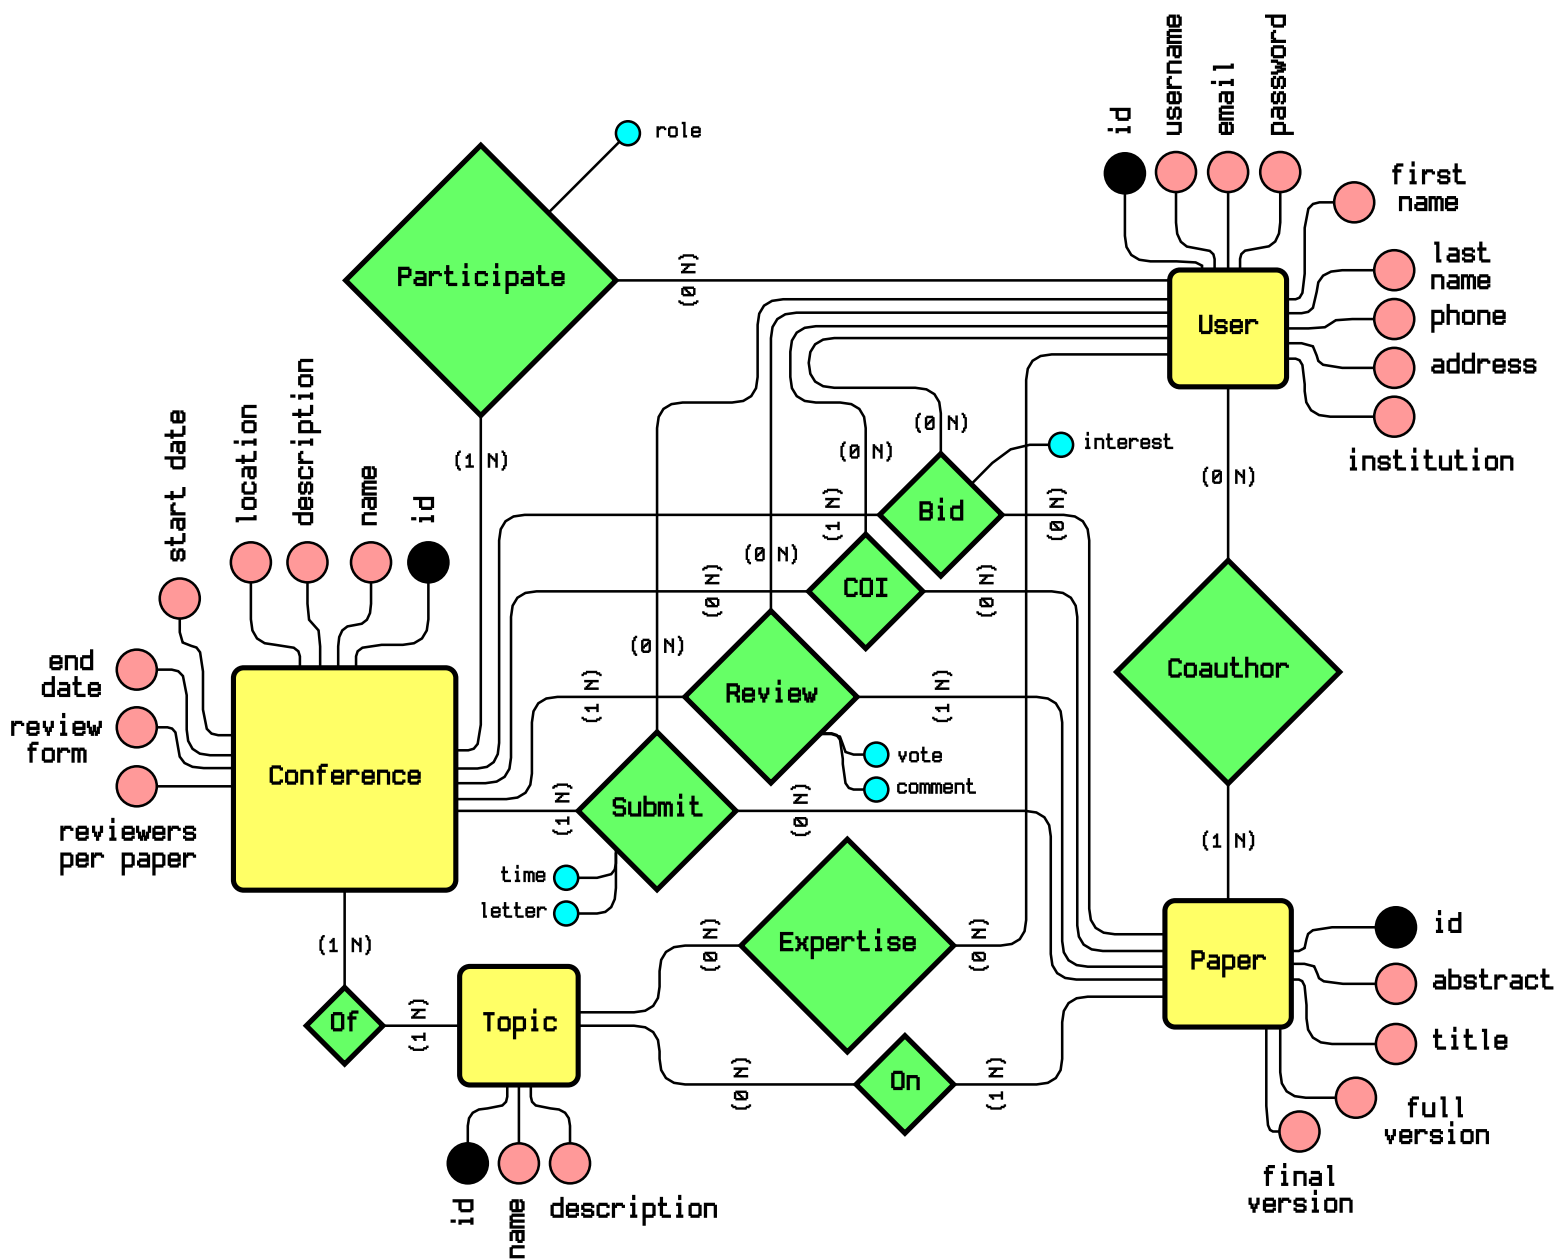 username
email
password
id
role
first
name
last
name
phone
address
institution
Participate
(0 N)
User
(1 N)
start date
location
description
name
id
(0 N)
(0 N)
interest
(0 N)
(1 N)
Bid
(0 N)
(0 N)
(0 N)
COI
(0 N)
(0 N)
end
date
review
form
reviewers
per paper
Conference
(1 N)
Review
(1 N)
Coauthor
vote
comment
(1 N)
Submit
(0 N)
time
letter
(1 N)
(1 N)
Of
(1 N)
Topic
(0 N)
Expertise
(0 N)
(0 N)
On
(1 N)
Paper
id
abstract
title
full
version
final
version
id
name
description